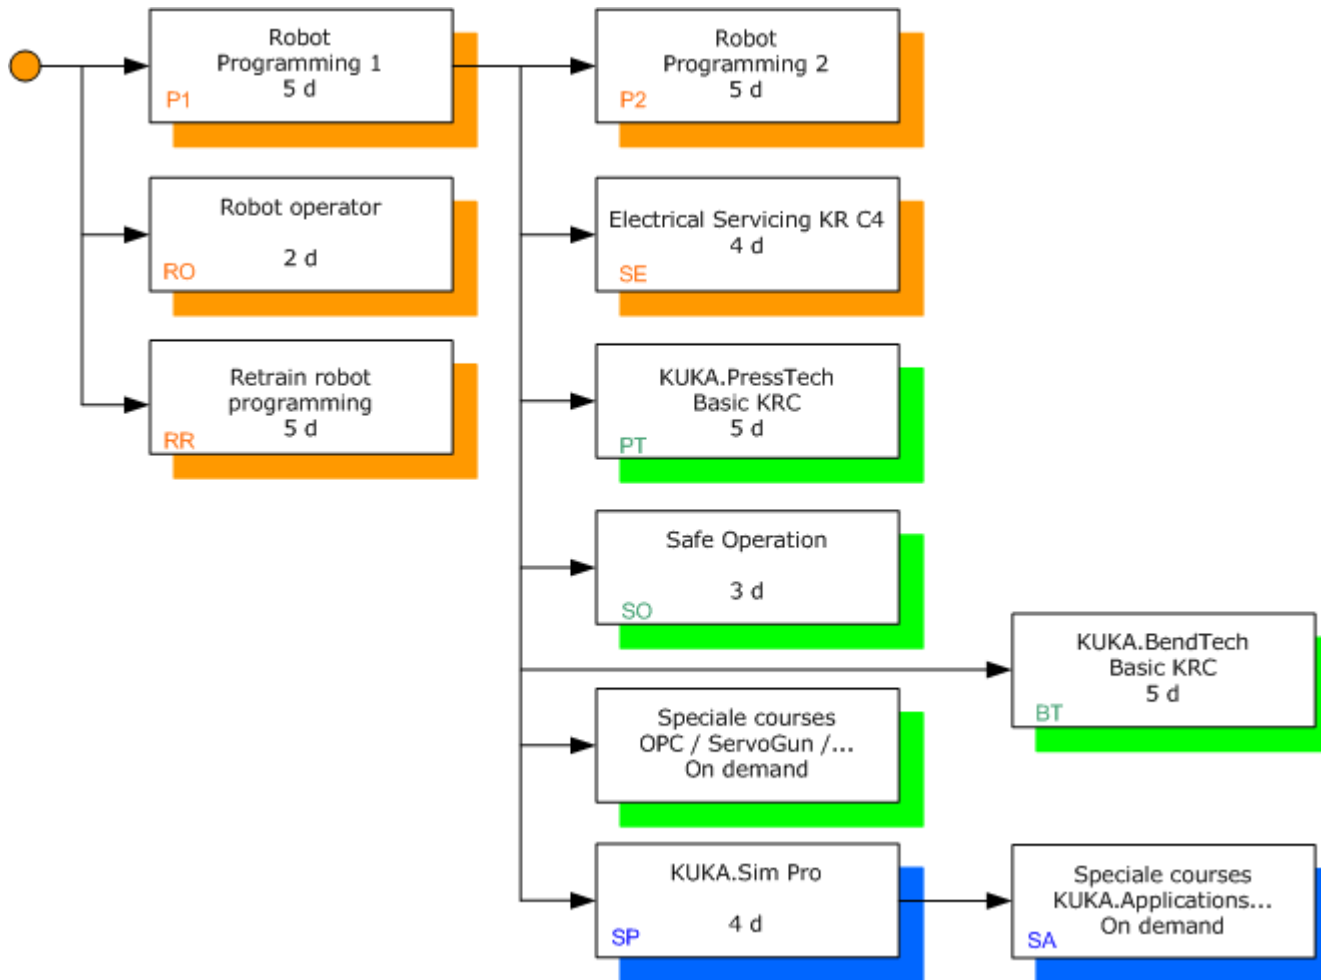 Robot
Programming 1
5 d
P1
Robot
Programming 2
5 d
P2
Robot operator
2 d
RO
Electrical Servicing KR C4
4 d
SE
Retrain robot
programming
5 d
RR
KUKA.PressTech
Basic KRC
5 d
PT
Safe Operation
3 d
SO
KUKA.BendTech
Basic KRC
5 d
BT
Speciale courses
OPC / ServoGun /...
On demand
KUKA.Sim Pro
4 d
SP
Speciale courses
KUKA.Applications...
On demand
SA